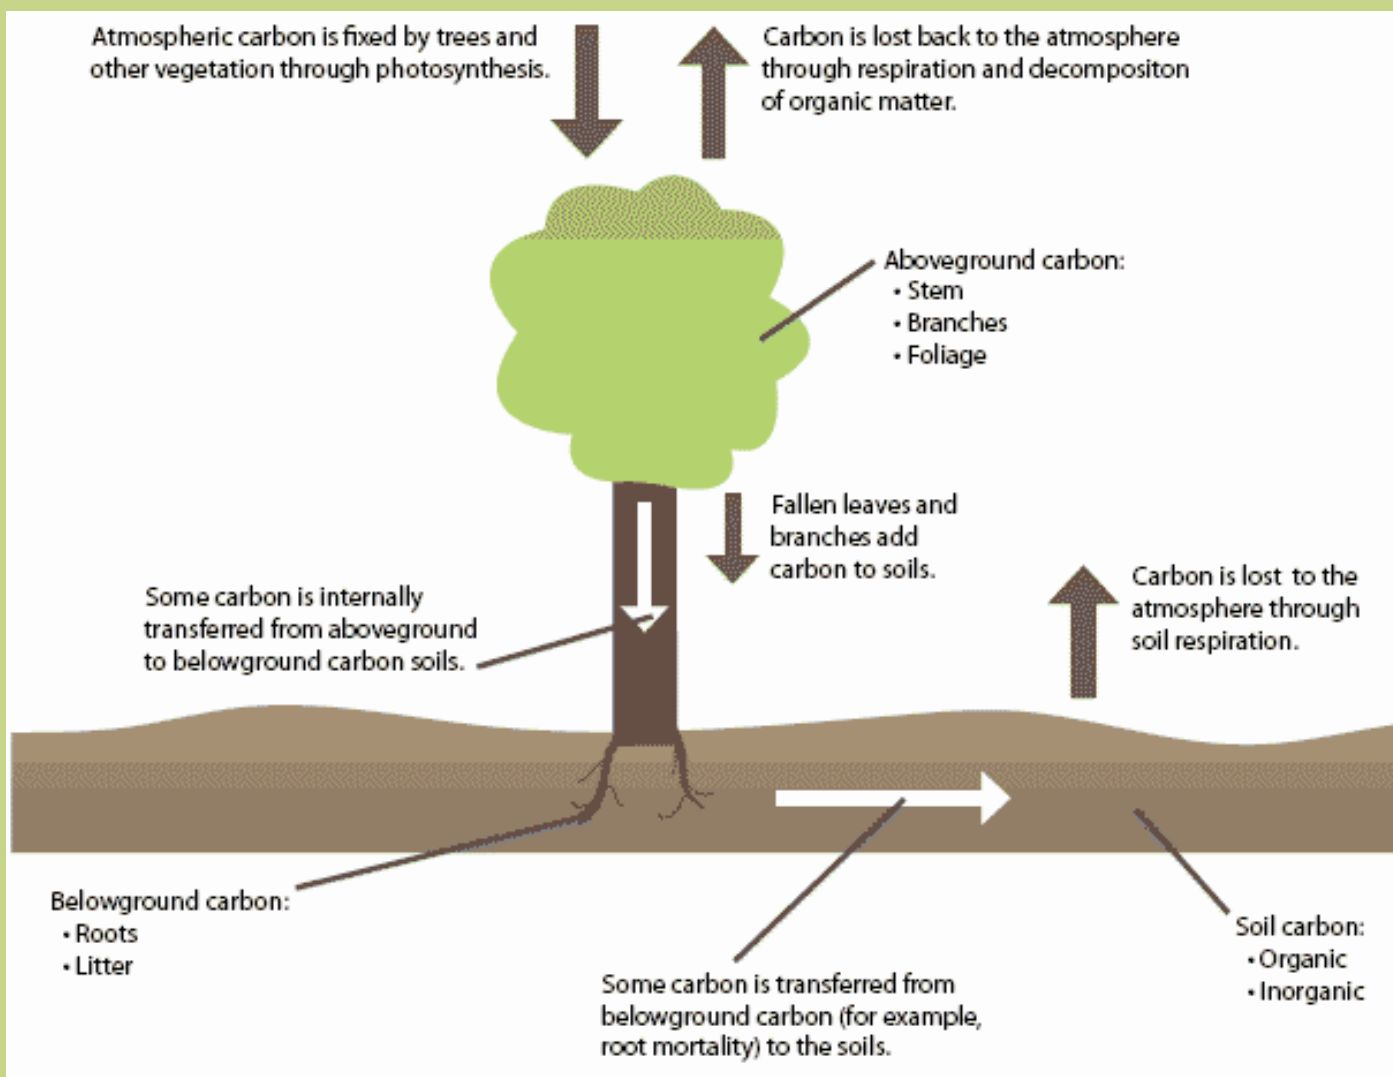 Atmospheric carbon is fixed by trees and
other vegetation through photosynthesis.
Carbon is lost back to the atmosphere
through respiration and decompositon
of organic matter.
Aboveground carbon:
• Stem
• Branches
• Foliage
Fallen leaves and
branches add
carbon to soils.
Carbon is lost to the
atmosphere through
soil respiration.
Some carbon is internally
transferred from aboveground
to belowground carbon soils.
Belowground carbon:
• Roots
• Litter
Some carbon is transferred from
belowground carbon (for example,
root mortality) to the soils.
Soil carbon:
• Organic
• Inorganic